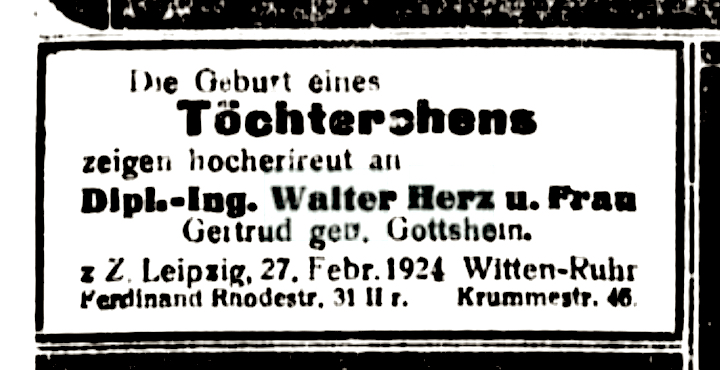 Die Geburt eines
Töchterchens
zeigen hocherfreut an
Dipl.-Ing. Walter Herz u. Frau
Gertrud geb. Gottshein.
z Z. Leipzig, 27. Febr. 1924 Witten-Ruhr
Ferdinand Rhodestr. 31 II r. Krummestr. 46.